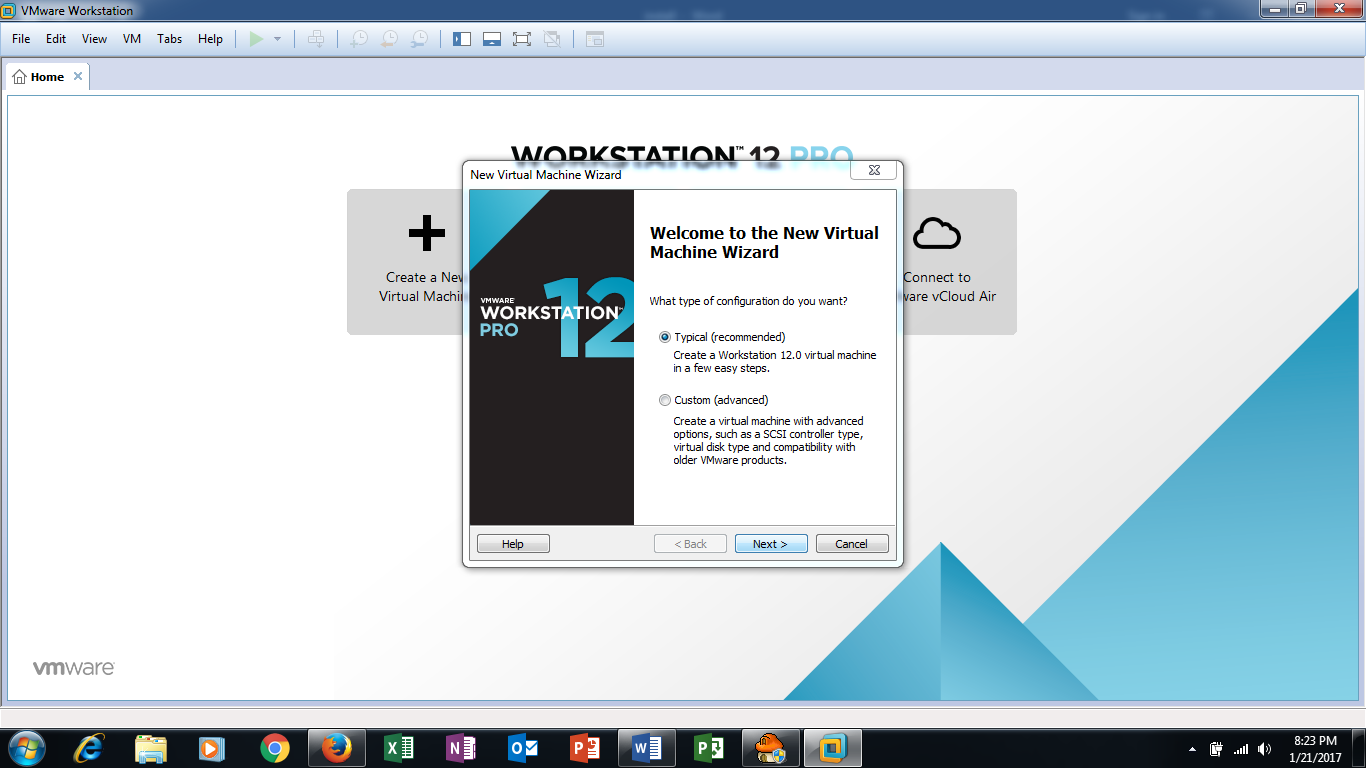 VMware Workstation
File Edit View VM Tabs Help
Home
WORKSTATION™ 12 PRO
New Virtual Machine Wizard
Create a New
Virtual Machin
VMWARE
WORKSTATION™
PRO
12
Welcome to the New Virtual
Machine Wizard
What type of configuration do you want?
Typical (recommended)
Create a Workstation 12.0 virtual machine
in a few easy steps.
Custom (advanced)
Create a virtual machine with advanced
options, such as a SCSI controller type,
virtual disk type and compatibility with
older VMware products.
Connect to
ware vCloud Air
Help < Back Next > Cancel
vmware
8:23 PM
1/21/2017